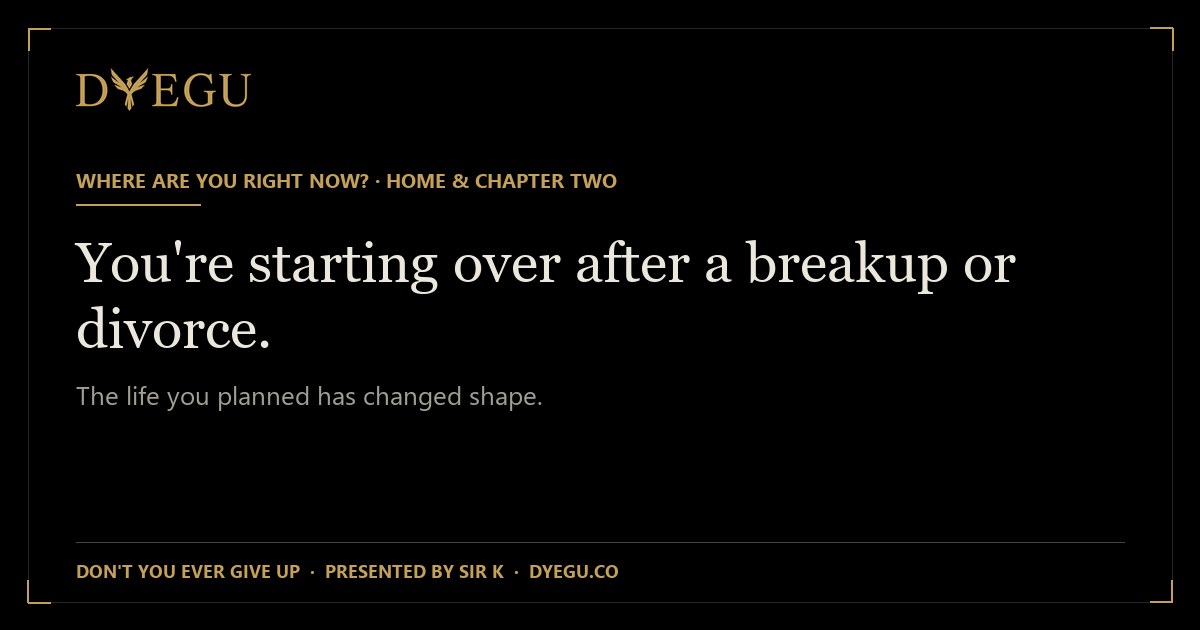 DYEGU
WHERE ARE YOU RIGHT NOW? · HOME & CHAPTER TWO
You're starting over after a breakup or
divorce.
The life you planned has changed shape.
DON'T YOU EVER GIVE UP · PRESENTED BY SIR K · DYEGU.CO